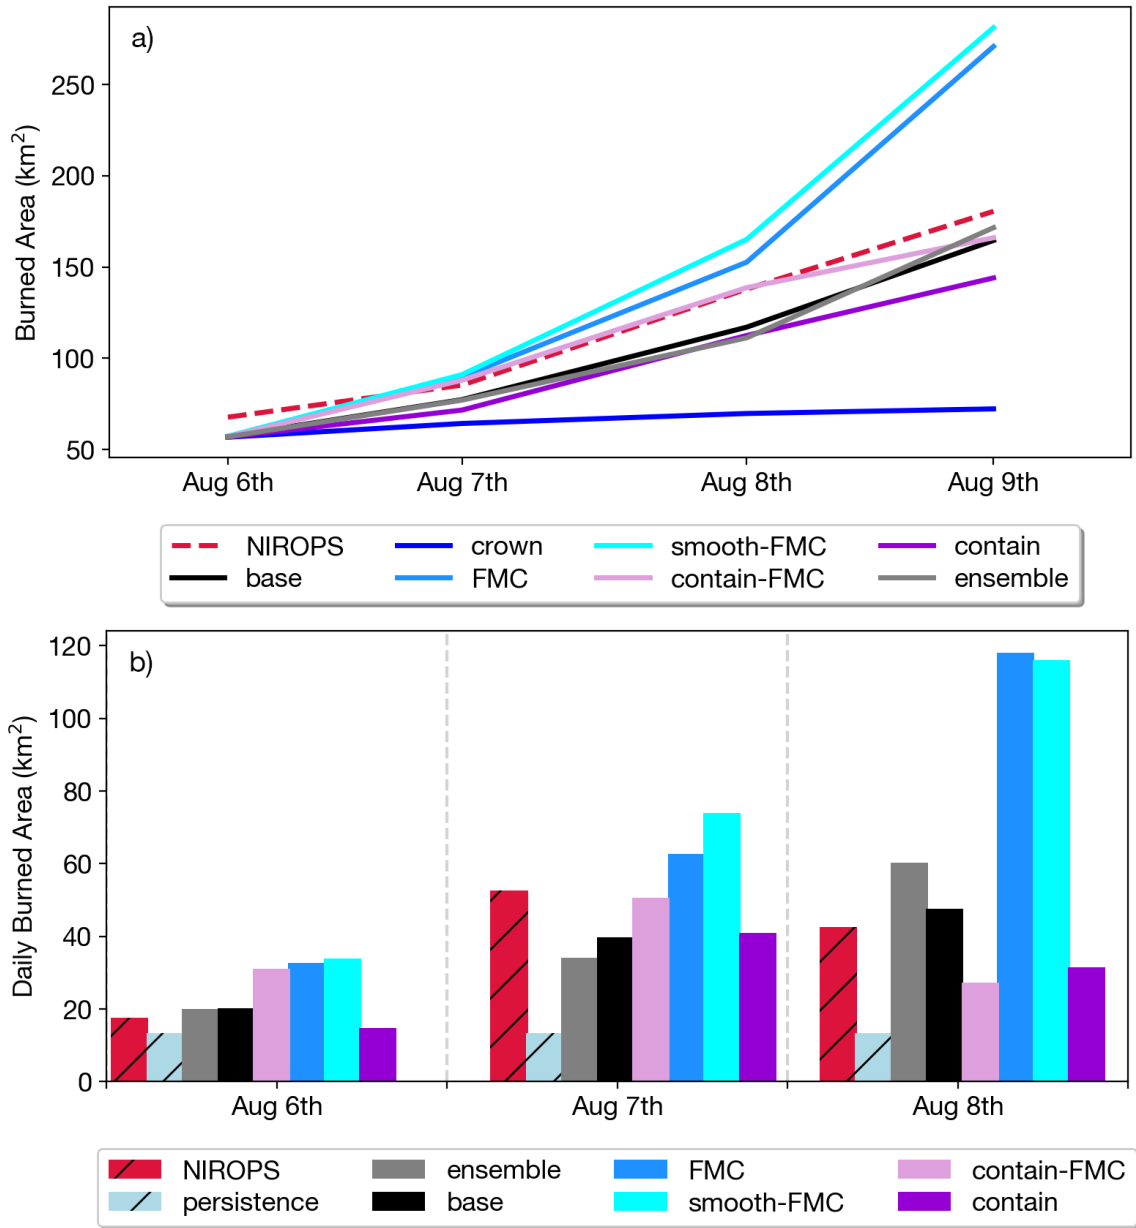 a)
Burned Area (km²)
250
200
150
100
50
Aug 6th Aug 7th Aug 8th Aug 9th
NIROPS crown smooth-FMC contain
base FMC contain-FMC ensemble
b)
Daily Burned Area (km²)
120
100
80
60
40
20
0
Aug 6th Aug 7th Aug 8th
NIROPS ensemble FMC contain-FMC
persistence base smooth-FMC contain